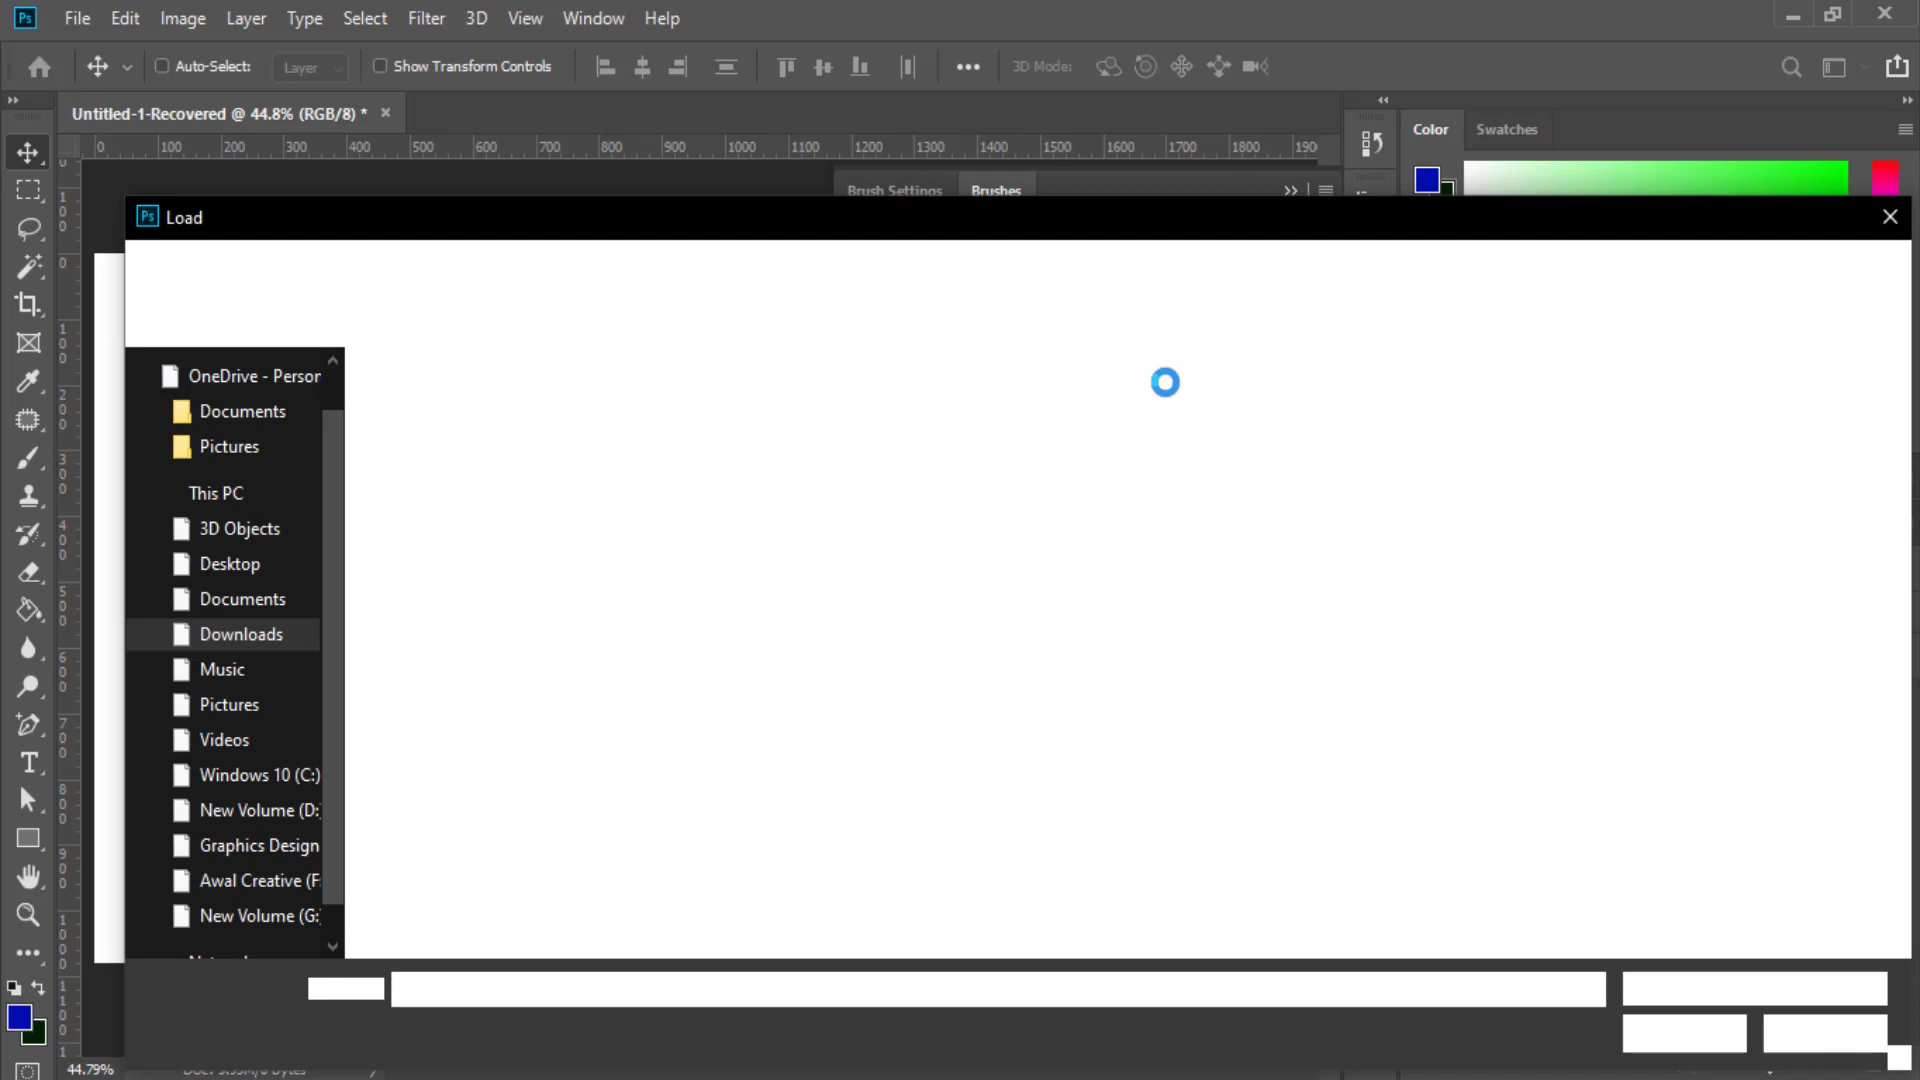 Ps File Edit Image Layer Type Select Filter 3D View Window Help
Auto-Select: Layer Show Transform Controls 3D Mode:
Untitled-1-Recovered @ 44.8% (RGB/8) *
Color Swatches
0 100 200 300 400 500 600 700 800 900 1000 1100 1200 1300 1400 1500 1600 1700 1800 190
Brush Settings Brushes
Ps Load
OneDrive - Person
Documents
Pictures
This PC
3D Objects
Desktop
Documents
Downloads
Music
Pictures
Videos
Windows 10 (C:)
New Volume (D:)
Graphics Design
Awal Creative (F:
New Volume (G:)
44.79%